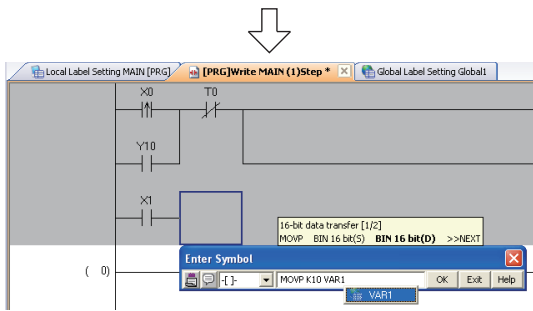 Local Label Setting MAIN [PRG]
[PRG]Write MAIN (1)Step *
Global Label Setting Global1
X0 T0
Y10
X1
16-bit data transfer [1/2]
MOVP BIN 16 bit(S) BIN 16 bit(D) >>NEXT
Enter Symbol
( 0)
-[ ]- MOVP K10 VAR1 OK Exit Help
VAR1